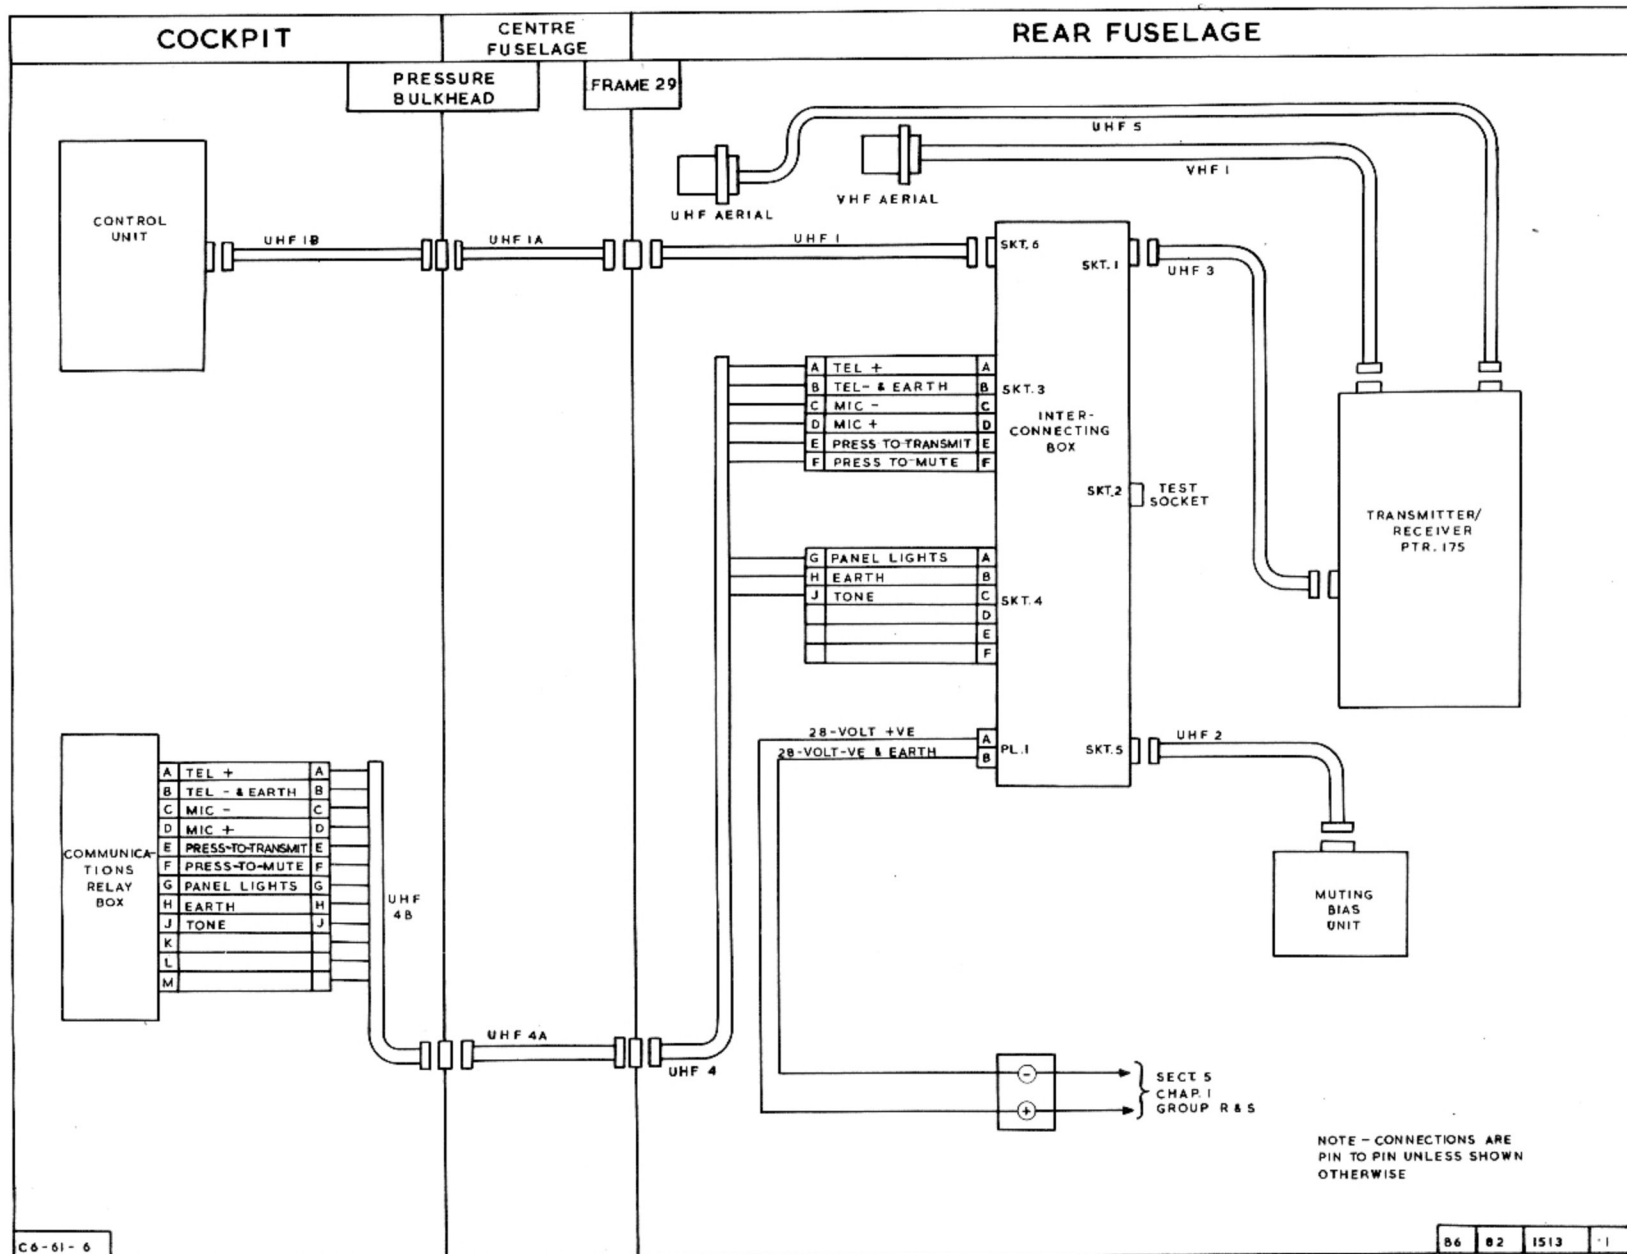 COCKPIT
CENTRE
FUSELAGE
REAR FUSELAGE
PRESSURE
BULKHEAD
FRAME 29
UHF 5
VHF 1
UHF AERIAL
VHF AERIAL
CONTROL
UNIT
UHF 1B
UHF 1A
UHF 1
SKT. 6
SKT. 1
UHF 3
A TEL + A
B TEL- & EARTH B
C MIC - C
D MIC + D
E PRESS TO-TRANSMIT E
F PRESS TO-MUTE F
SKT. 3
INTER-
CONNECTING
BOX
SKT. 2
TEST
SOCKET
TRANSMITTER/
RECEIVER
PTR. 175
G PANEL LIGHTS A
H EARTH B
J TONE C
D
E
F
SKT. 4
28-VOLT +VE A
28-VOLT-VE & EARTH B
PL. 1
SKT. 5
UHF 2
COMMUNICA-
TIONS
RELAY
BOX
A TEL + A
B TEL - & EARTH B
C MIC - C
D MIC + D
E PRESS-TO-TRANSMIT E
F PRESS-TO-MUTE F
G PANEL LIGHTS G
H EARTH H
J TONE J
K
L
M
UHF
4B
MUTING
BIAS
UNIT
UHF 4A
UHF 4
SECT. 5
CHAP. 1
GROUP R & S
NOTE - CONNECTIONS ARE
PIN TO PIN UNLESS SHOWN
OTHERWISE
C6-61-6
B6 82 1513 1